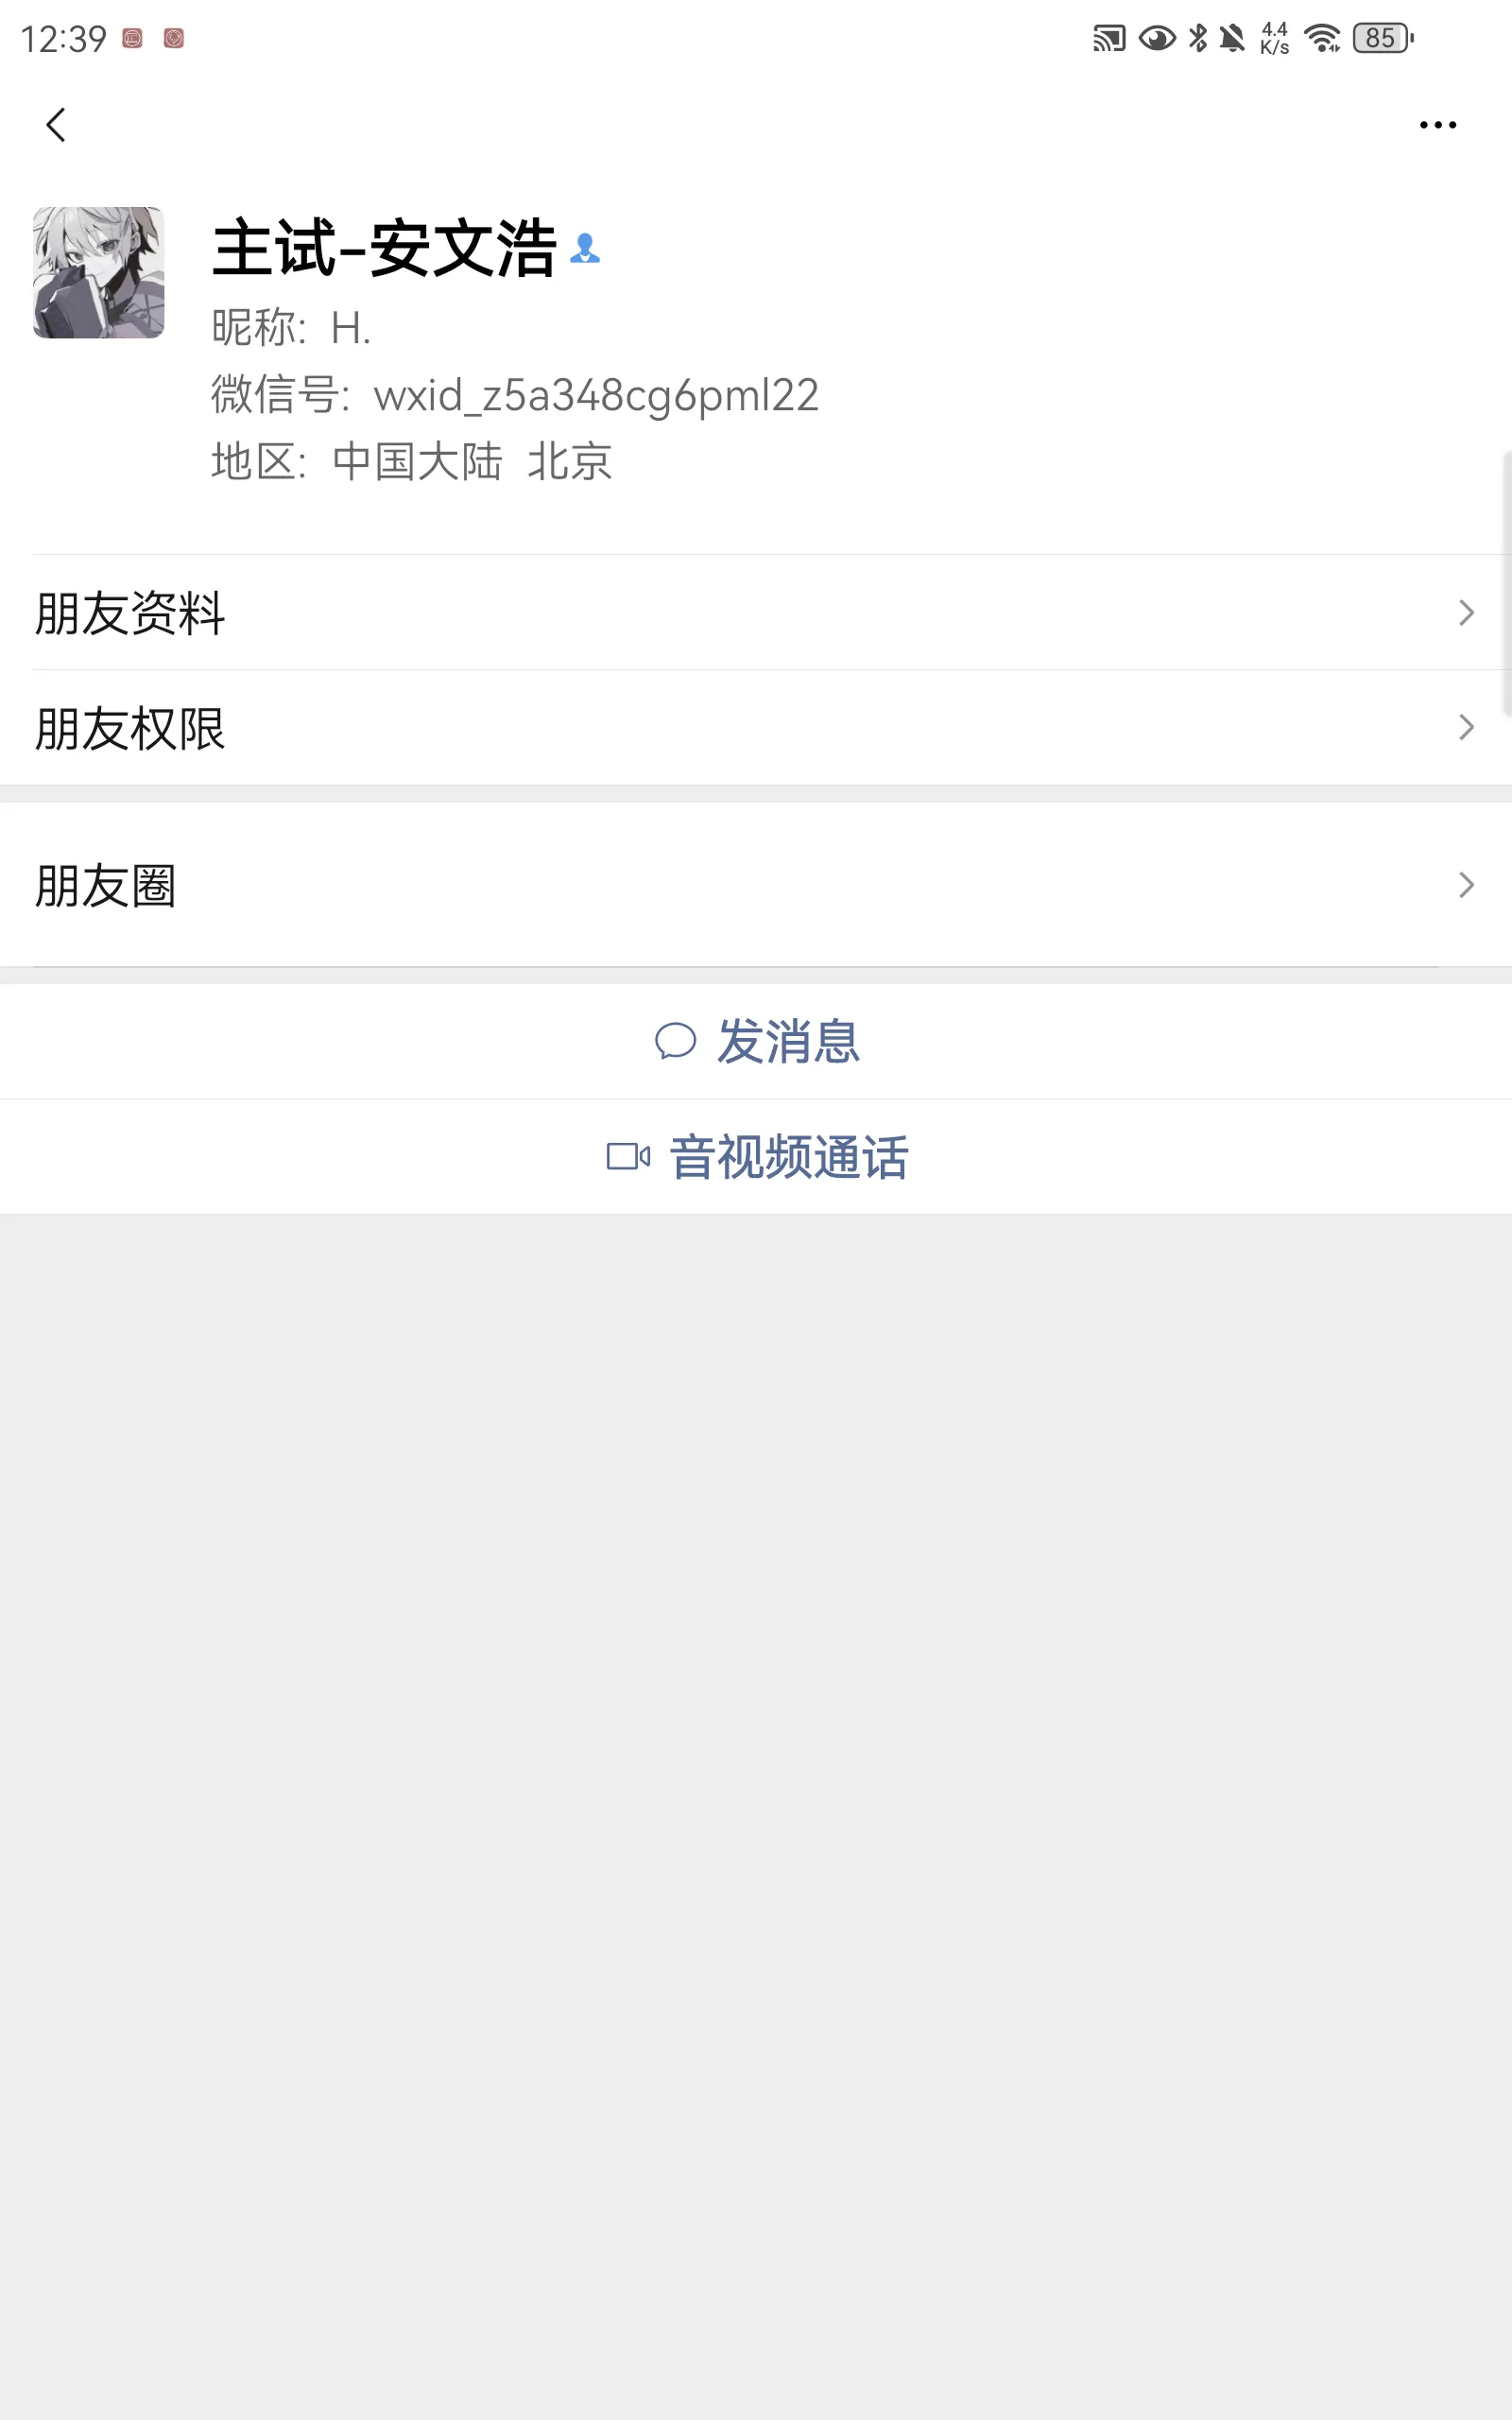 12:39
4.4
K/s
85
主试-安文浩
昵称: H.
微信号: wxid_z5a348cg6pml22
地区: 中国大陆 北京
朋友资料
朋友权限
朋友圈
发消息
音视频通话